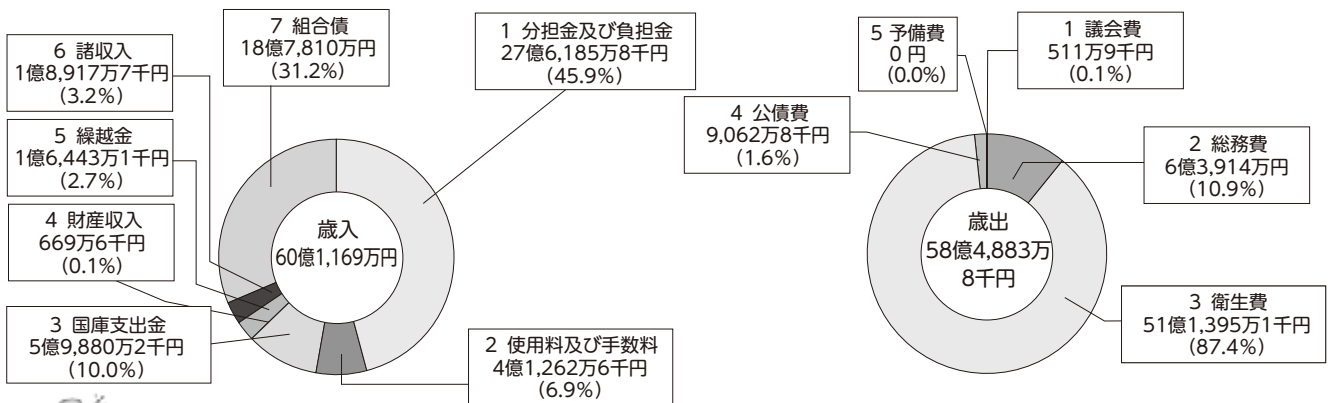 7 組合債
18億7,810万円
(31.2%)
1 分担金及び負担金
27億6,185万8千円
(45.9%)
6 諸収入
1億8,917万7千円
(3.2%)
5 繰越金
1億6,443万1千円
(2.7%)
4 財産収入
669万6千円
(0.1%)
3 国庫支出金
5億9,880万2千円
(10.0%)
2 使用料及び手数料
4億1,262万6千円
(6.9%)
歳入
60億1,169万円
5 予備費
0 円
(0.0%)
1 議会費
511万9千円
(0.1%)
4 公債費
9,062万8千円
(1.6%)
2 総務費
6億3,914万円
(10.9%)
3 衛生費
51億1,395万1千円
(87.4%)
歳出
58億4,883万
8千円